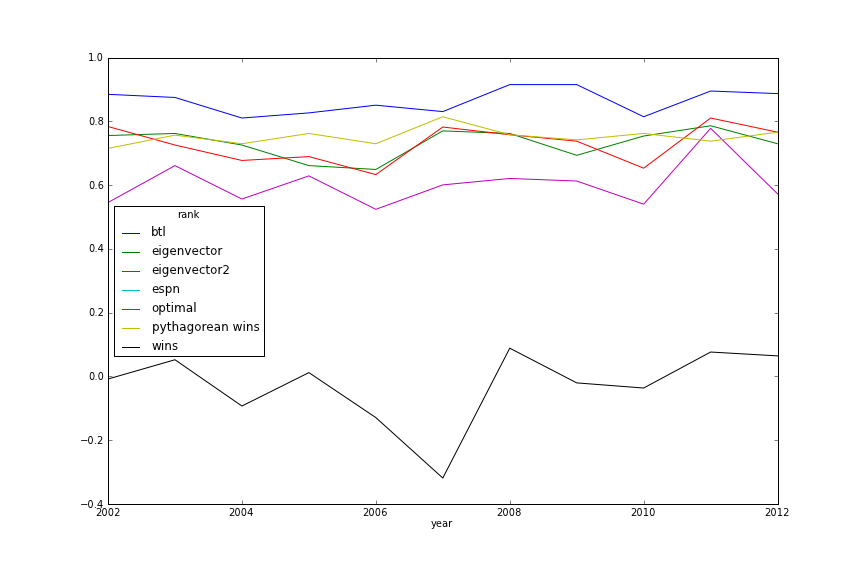 1.0
0.8
0.6
0.4
0.2
0.0
−0.2
−0.4
rank
btl
eigenvector
eigenvector2
espn
optimal
pythagorean wins
wins
2002 2004 2006 2008 2010 2012
year